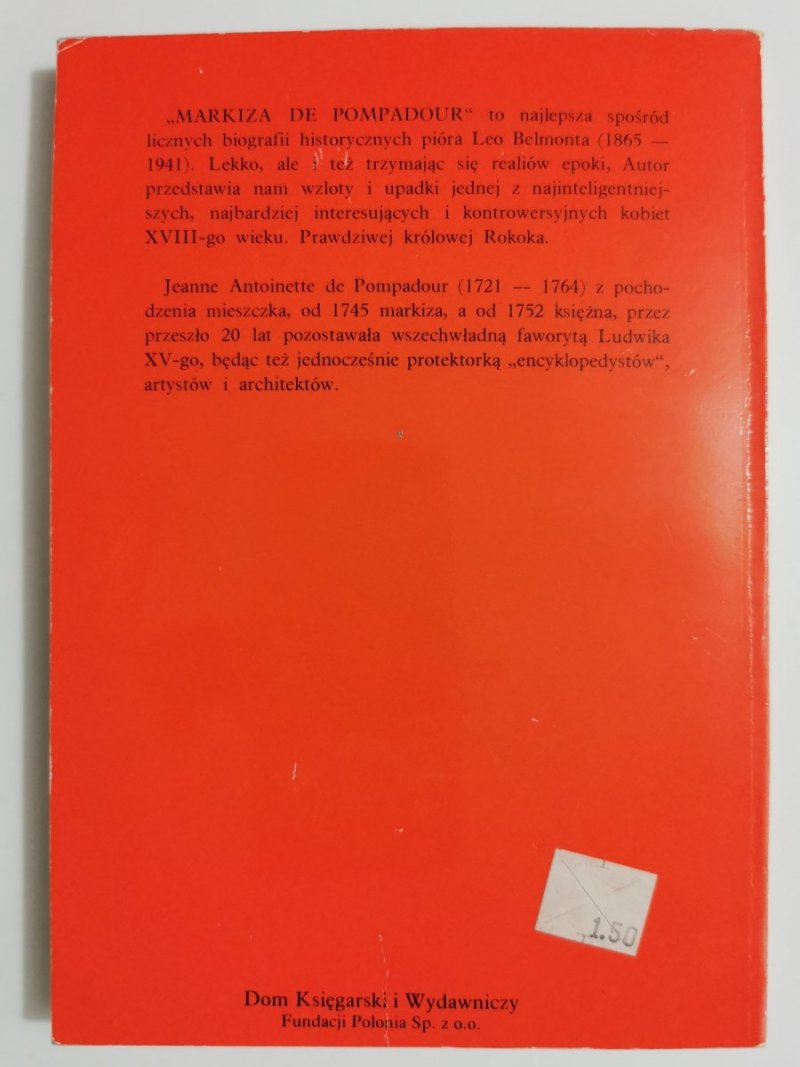 „MARKIZA DE POMPADOUR“ to najlepsza spośród
licznych biografii historycznych pióra Leo Belmonta (1865 —
1941). Lekko, ale i też trzymając się realiów epoki, Autor
przedstawia nam wzloty i upadki jednej z najinteligentniej-
szych, najbardziej interesujących i kontrowersyjnych kobiet
XVIII-go wieku. Prawdziwej królowej Rokoka.
Jeanne Antoinette de Pompadour (1721 — 1764) z pocho-
dzenia mieszczka, od 1745 markiza, a od 1752 księżna, przez
przeszło 20 lat pozostawała wszechwładną faworytą Ludwika
XV-go, będąc też jednocześnie protektorką „encyklopedystów“,
artystów i architektów.
1.50
Dom Księgarski i Wydawniczy
Fundacji Polonia Sp. z o.o.